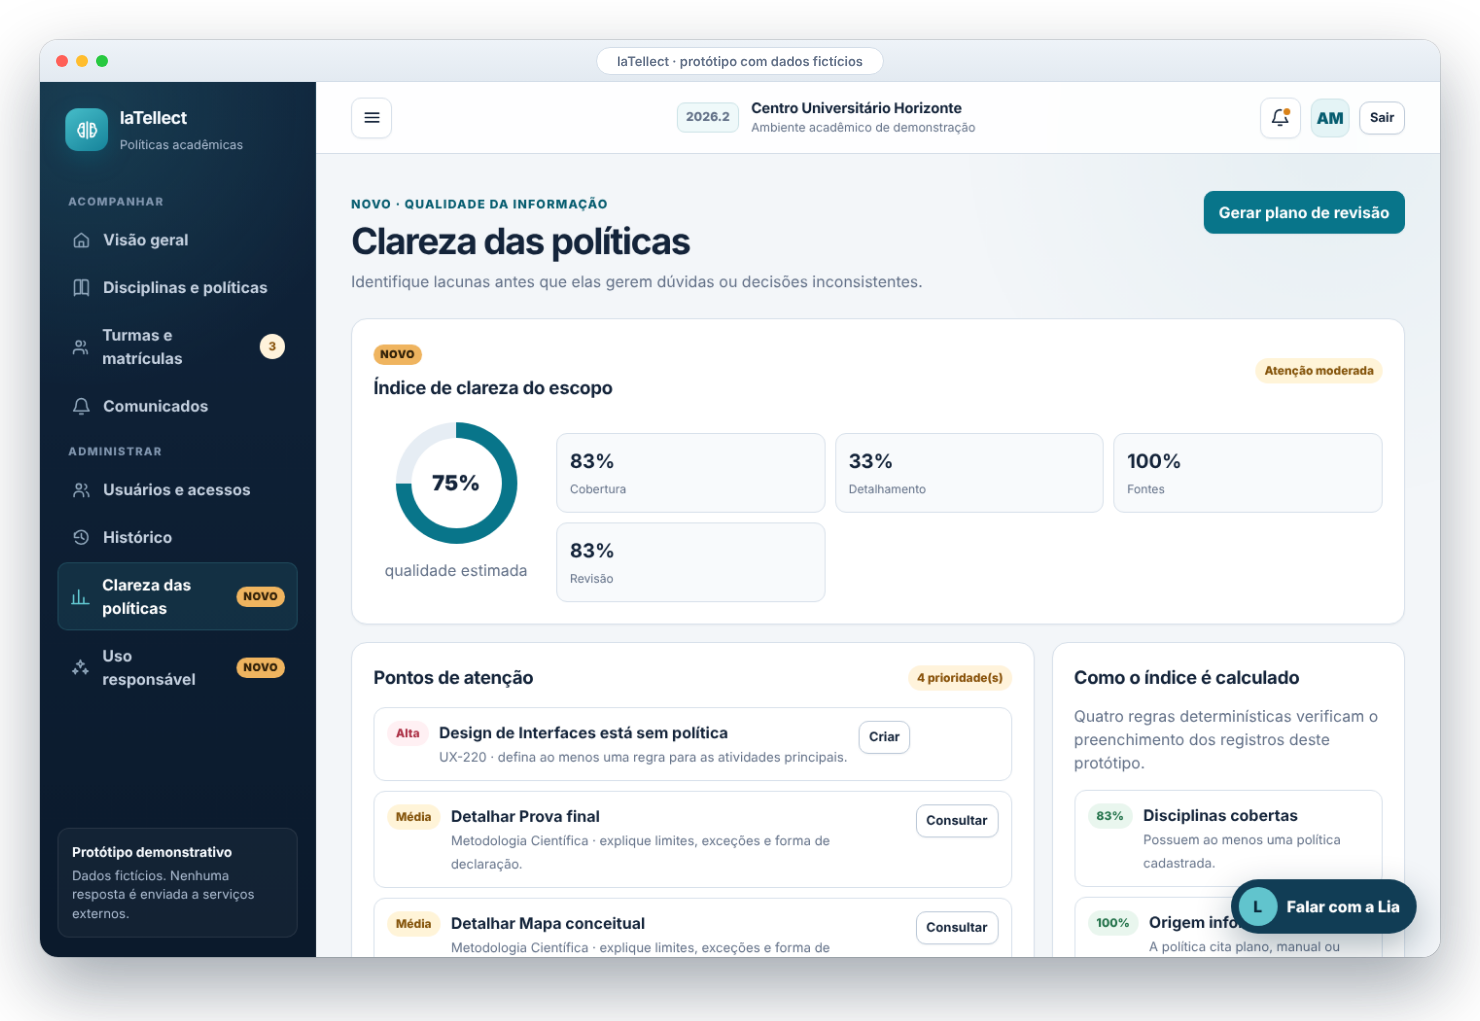 IaTellect · protótipo com dados fictícios
IaTellect
Políticas acadêmicas
ACOMPANHAR
Visão geral
Disciplinas e políticas
Turmas e
matrículas
3
Comunicados
ADMINISTRAR
Usuários e acessos
Histórico
Clareza das
políticas
NOVO
Uso
responsável
NOVO
Protótipo demonstrativo
Dados fictícios. Nenhuma
resposta é enviada a serviços
externos.
2026.2
Centro Universitário Horizonte
Ambiente acadêmico de demonstração
AM
Sair
NOVO · QUALIDADE DA INFORMAÇÃO
Clareza das políticas
Identifique lacunas antes que elas gerem dúvidas ou decisões inconsistentes.
Gerar plano de revisão
NOVO
Índice de clareza do escopo
Atenção moderada
75%
qualidade estimada
83%
Cobertura
33%
Detalhamento
100%
Fontes
83%
Revisão
Pontos de atenção
4 prioridade(s)
Alta
Design de Interfaces está sem política
UX-220 · defina ao menos uma regra para as atividades principais.
Criar
Média
Detalhar Prova final
Metodologia Científica · explique limites, exceções e forma de
declaração.
Consultar
Média
Detalhar Mapa conceitual
Metodologia Científica · explique limites, exceções e forma de
Consultar
Como o índice é calculado
Quatro regras determinísticas verificam o
preenchimento dos registros deste
protótipo.
83%
Disciplinas cobertas
Possuem ao menos uma política
cadastrada.
100%
Origem
A política cita plano, manual ou
L
Falar com a Lia